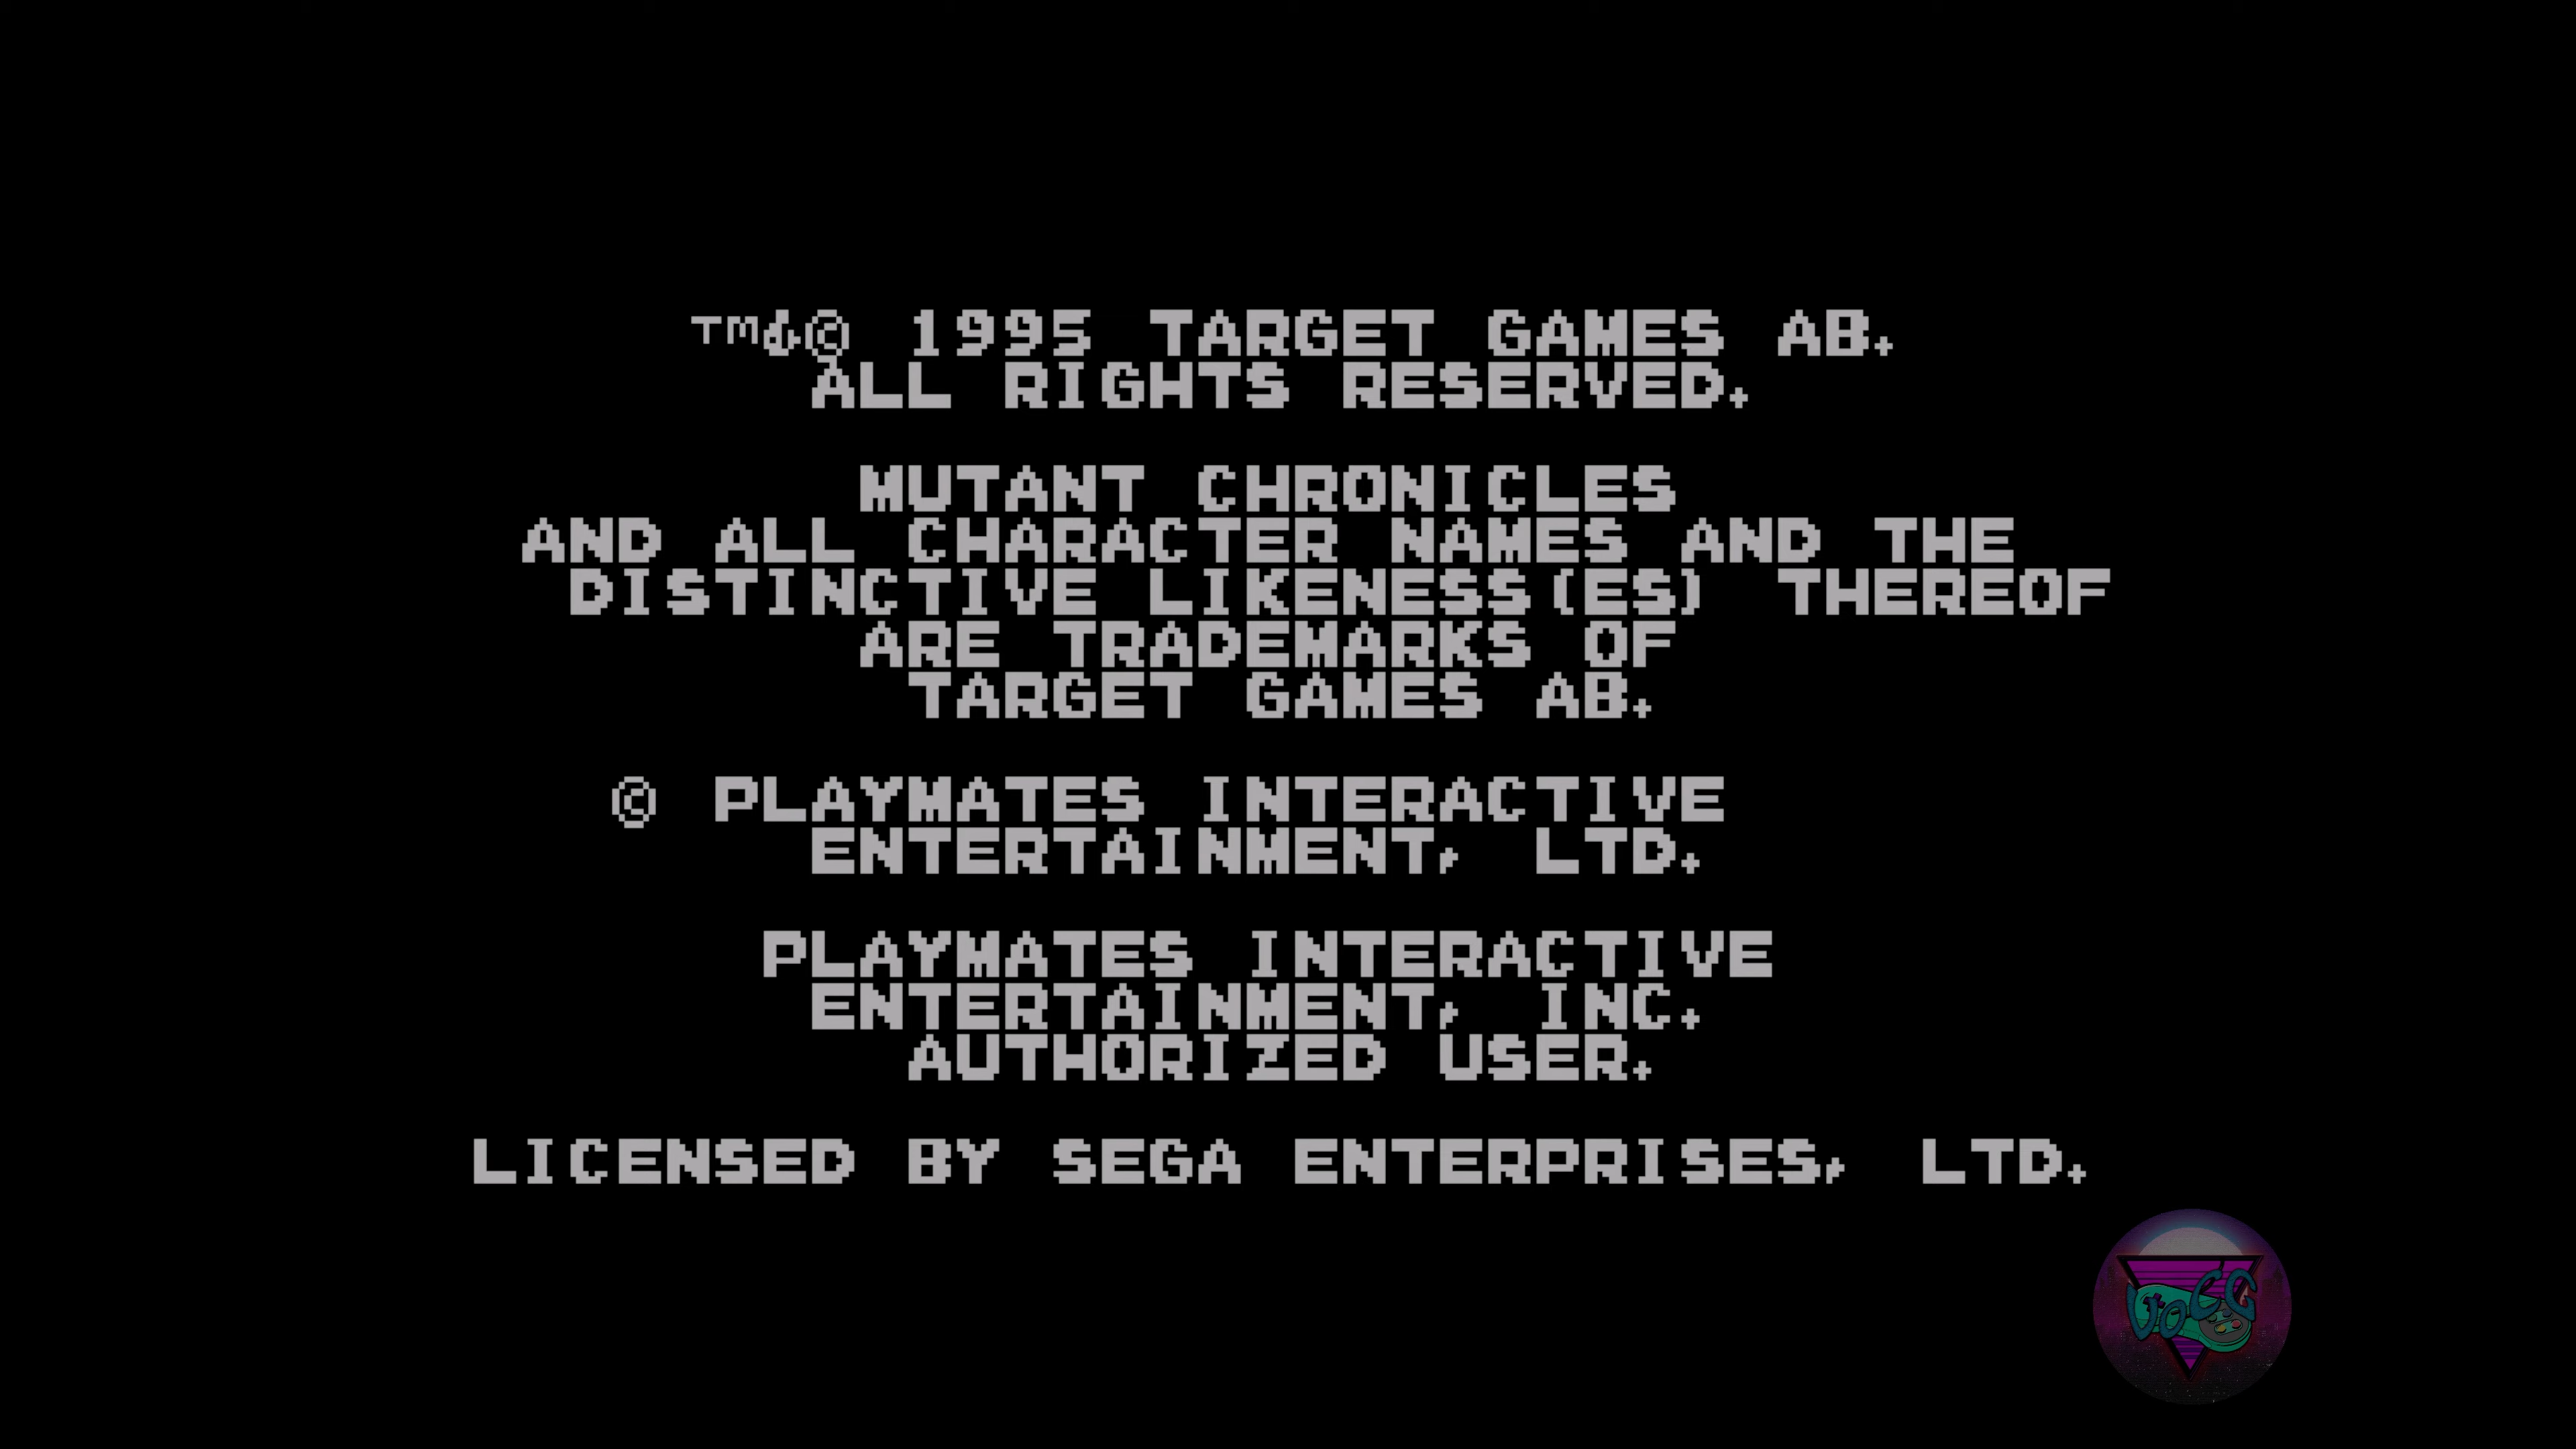 ™&© 1995 TARGET GAMES AB.
ALL RIGHTS RESERVED.
MUTANT CHRONICLES
AND ALL CHARACTER NAMES AND THE
DISTINCTIVE LIKENESS(ES) THEREOF
ARE TRADEMARKS OF
TARGET GAMES AB.
© PLAYMATES INTERACTIVE
ENTERTAINMENT, LTD.
PLAYMATES INTERACTIVE
ENTERTAINMENT, INC.
AUTHORIZED USER.
LICENSED BY SEGA ENTERPRISES, LTD.
VOCG